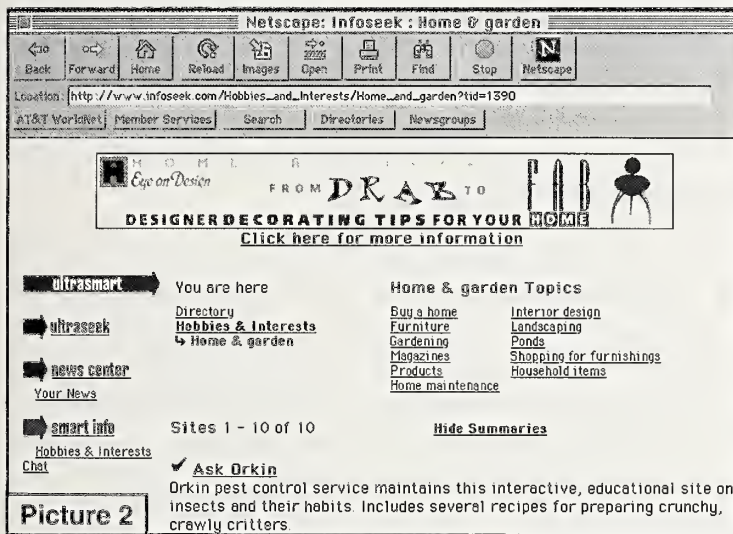 Netscape: Infoseek : Home & garden
Back Forward Home Reload Images Open Print Find Stop Netscape
Location: http://www.infoseek.com/Hobbies_and_Interests/Home_and_garden?tid=1390
AT&T WorldNet Member Services Search Directories Newsgroups
Eye on Design
FROM DRAB TO FAB
DESIGNER DECORATING TIPS FOR YOUR HOME
Click here for more information
ultrasmart
ultraseek
news center
Your News
smart info
Hobbies & Interests
Chat
You are here
Directory
Hobbies & Interests
↳ Home & garden
Home & garden Topics
Buy a home
Furniture
Gardening
Magazines
Products
Home maintenance
Interior design
Landscaping
Ponds
Shopping for furnishings
Household items
Sites 1 - 10 of 10
Hide Summaries
✔ Ask Orkin
Orkin pest control service maintains this interactive, educational site on
insects and their habits. Includes several recipes for preparing crunchy,
crawly critters.
Picture 2